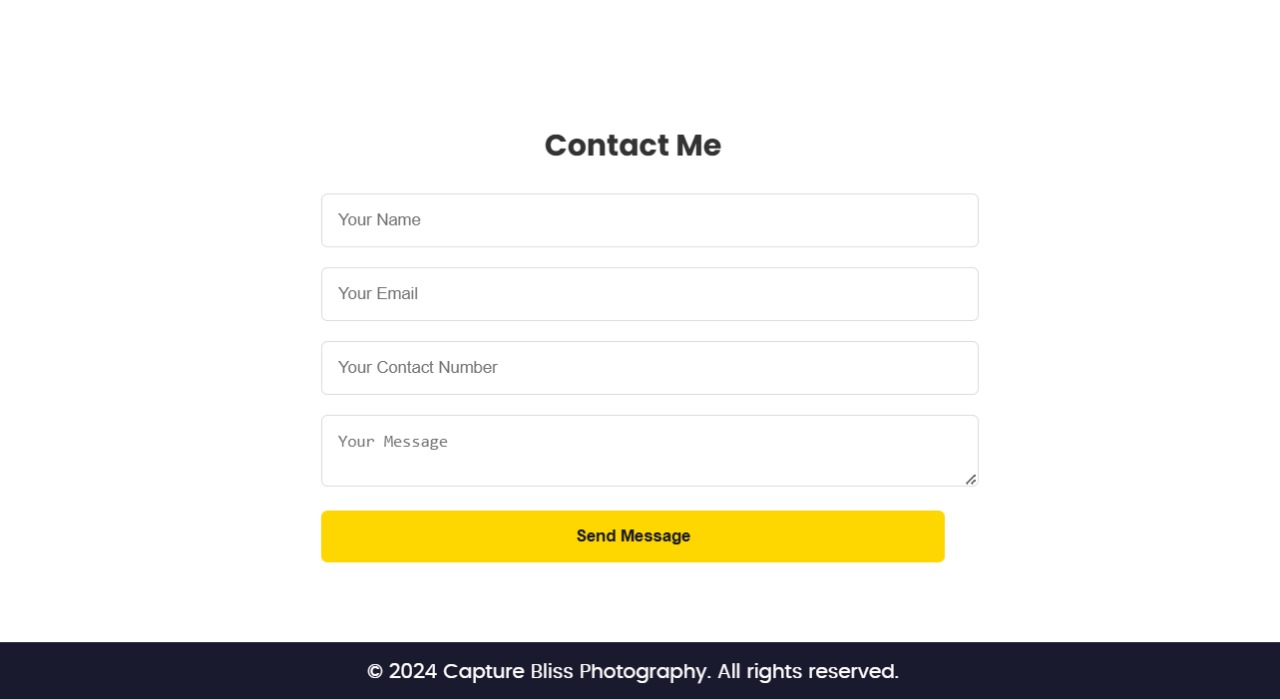 Contact Me
Your Name
Your Email
Your Contact Number
Your Message
Send Message
© 2024 Capture Bliss Photography. All rights reserved.